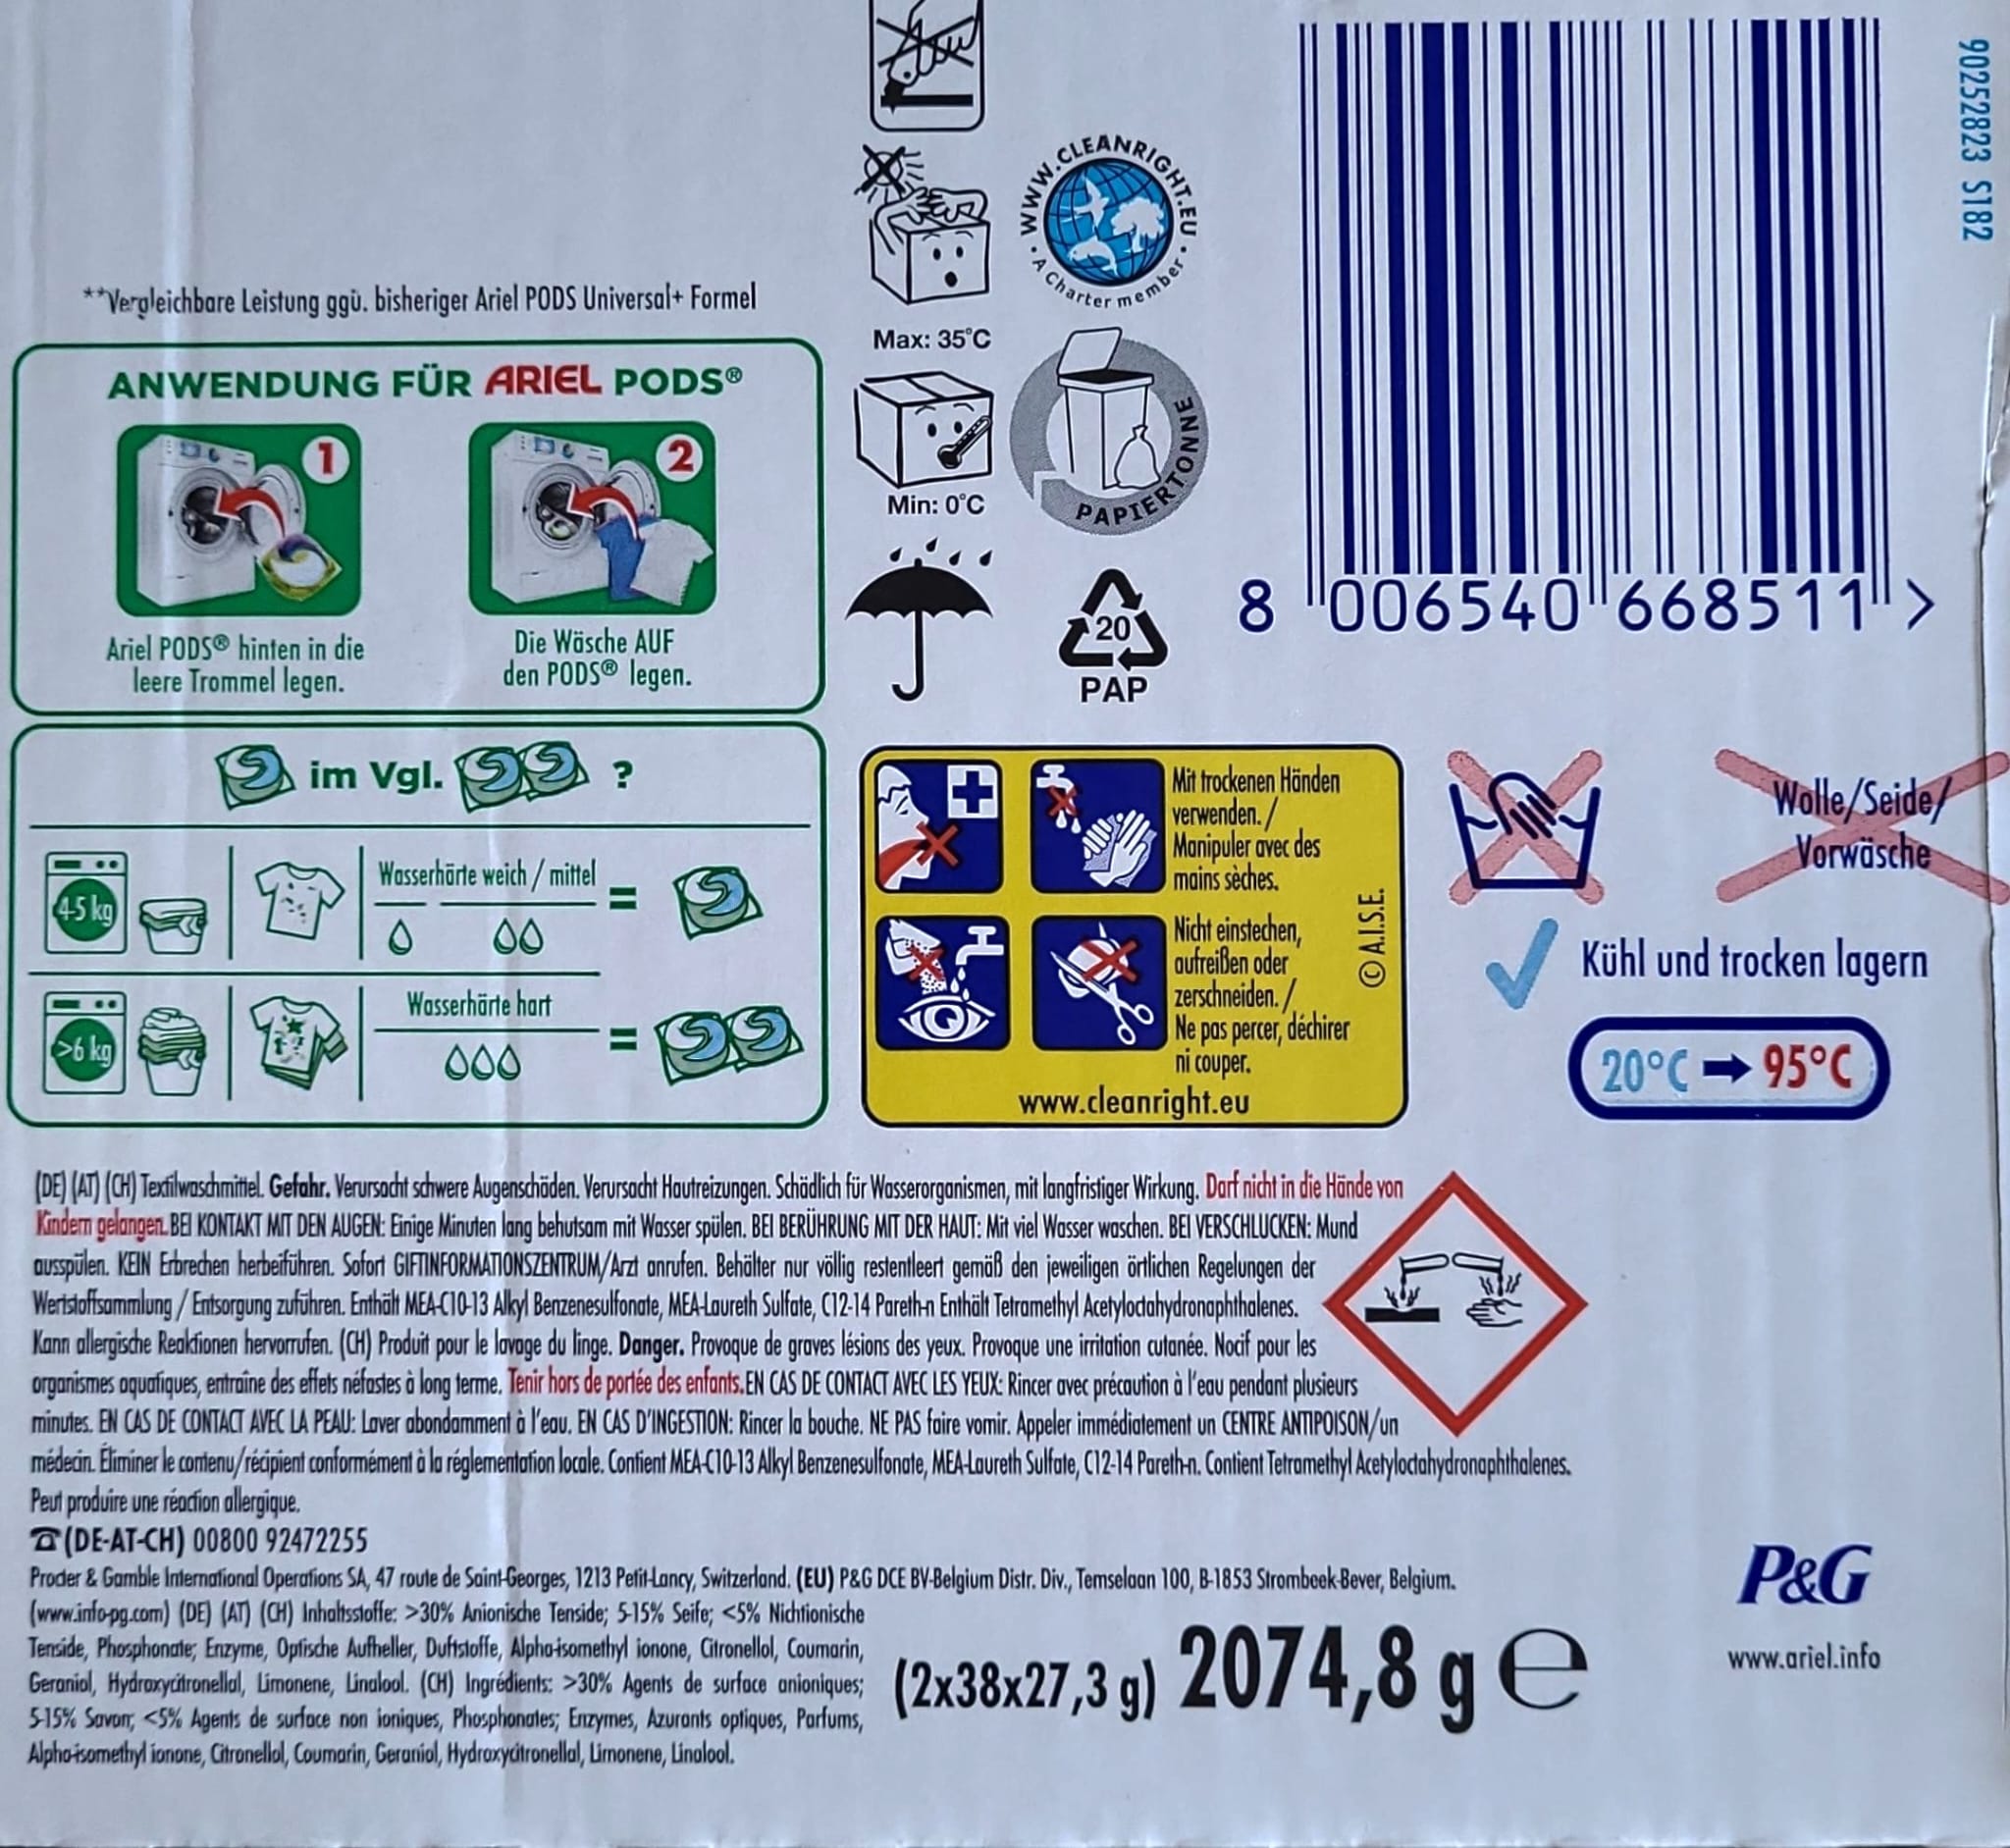 **Vergleichbare Leistung ggü. bisheriger Ariel PODS Universal+ Formel
ANWENDUNG FÜR ARIEL PODS®
1
2
Ariel PODS® hinten in die
leere Trommel legen.
Die Wäsche AUF
den PODS® legen.
im Vgl. ?
4-5 kg
Wasserhärte weich / mittel
=
>6 kg
Wasserhärte hart
=
Max: 35°C
Min: 0°C
WWW.CLEANRIGHT.EU
• A Charter member •
PAPIERTONNE
20
PAP
8 006540 668511 >
90252823 S182
Mit trockenen Händen
verwenden. /
Manipuler avec des
mains sèches.
Nicht einstechen,
aufreißen oder
zerschneiden. /
Ne pas percer, déchirer
ni couper.
© A.I.S.E.
www.cleanright.eu
Wolle/Seide/
Vorwäsche
Kühl und trocken lagern
20°C ➡ 95°C
(DE) (AT) (CH) Textilwaschmittel. Gefahr. Verursacht schwere Augenschäden. Verursacht Hautreizungen. Schädlich für Wasserorganismen, mit langfristiger Wirkung. Darf nicht in die Hände von
Kindern gelangen. BEI KONTAKT MIT DEN AUGEN: Einige Minuten lang behutsam mit Wasser spülen. BEI BERÜHRUNG MIT DER HAUT: Mit viel Wasser waschen. BEI VERSCHLUCKEN: Mund
ausspülen. KEIN Erbrechen herbeiführen. Sofort GIFTINFORMATIONSZENTRUM/Arzt anrufen. Behälter nur völlig restentleert gemäß den jeweiligen örtlichen Regelungen der
Wertstoffsammlung / Entsorgung zuführen. Enthält MEA-C10-13 Alkyl Benzenesulfonate, MEA-Laureth Sulfate, C12-14 Pareth-n Enthält Tetramethyl Acetyloctahydronaphthalenes.
Kann allergische Reaktionen hervorrufen. (CH) Produit pour le lavage du linge. Danger. Provoque de graves lésions des yeux. Provoque une irritation cutanée. Nocif pour les
organismes aquatiques, entraîne des effets néfastes à long terme. Tenir hors de portée des enfants. EN CAS DE CONTACT AVEC LES YEUX: Rincer avec précaution à l'eau pendant plusieurs
minutes. EN CAS DE CONTACT AVEC LA PEAU: Laver abondamment à l'eau. EN CAS D'INGESTION: Rincer la bouche. NE PAS faire vomir. Appeler immédiatement un CENTRE ANTIPOISON/un
médecin. Éliminer le contenu/récipient conformément à la réglementation locale. Contient MEA-C10-13 Alkyl Benzenesulfonate, MEA-Laureth Sulfate, C12-14 Pareth-n. Contient Tetramethyl Acetyloctahydronaphthalenes.
Peut produire une réaction allergique.
☎(DE-AT-CH) 00800 92472255
Procter & Gamble International Operations SA, 47 route de Saint-Georges, 1213 Petit-Lancy, Switzerland. (EU) P&G DCE BV-Belgium Distr. Div., Temselaan 100, B-1853 Strombeek-Bever, Belgium.
(www.info-pg.com) (DE) (AT) (CH) Inhaltsstoffe: >30% Anionische Tenside; 5-15% Seife; <5% Nichtionische
Tenside, Phosphonate; Enzyme, Optische Aufheller, Duftstoffe, Alpha-isomethyl ionone, Citronellol, Coumarin,
Geraniol, Hydroxycitronellal, Limonene, Linalool. (CH) Ingrédients: >30% Agents de surface anioniques;
5-15% Savon; <5% Agents de surface non ioniques, Phosphonates; Enzymes, Azurants optiques, Parfums,
Alpha-isomethyl ionone, Citronellol, Coumarin, Geraniol, Hydroxycitronellal, Limonene, Linalool.
(2x38x27,3 g) 2074,8 g e
P&G
www.ariel.info